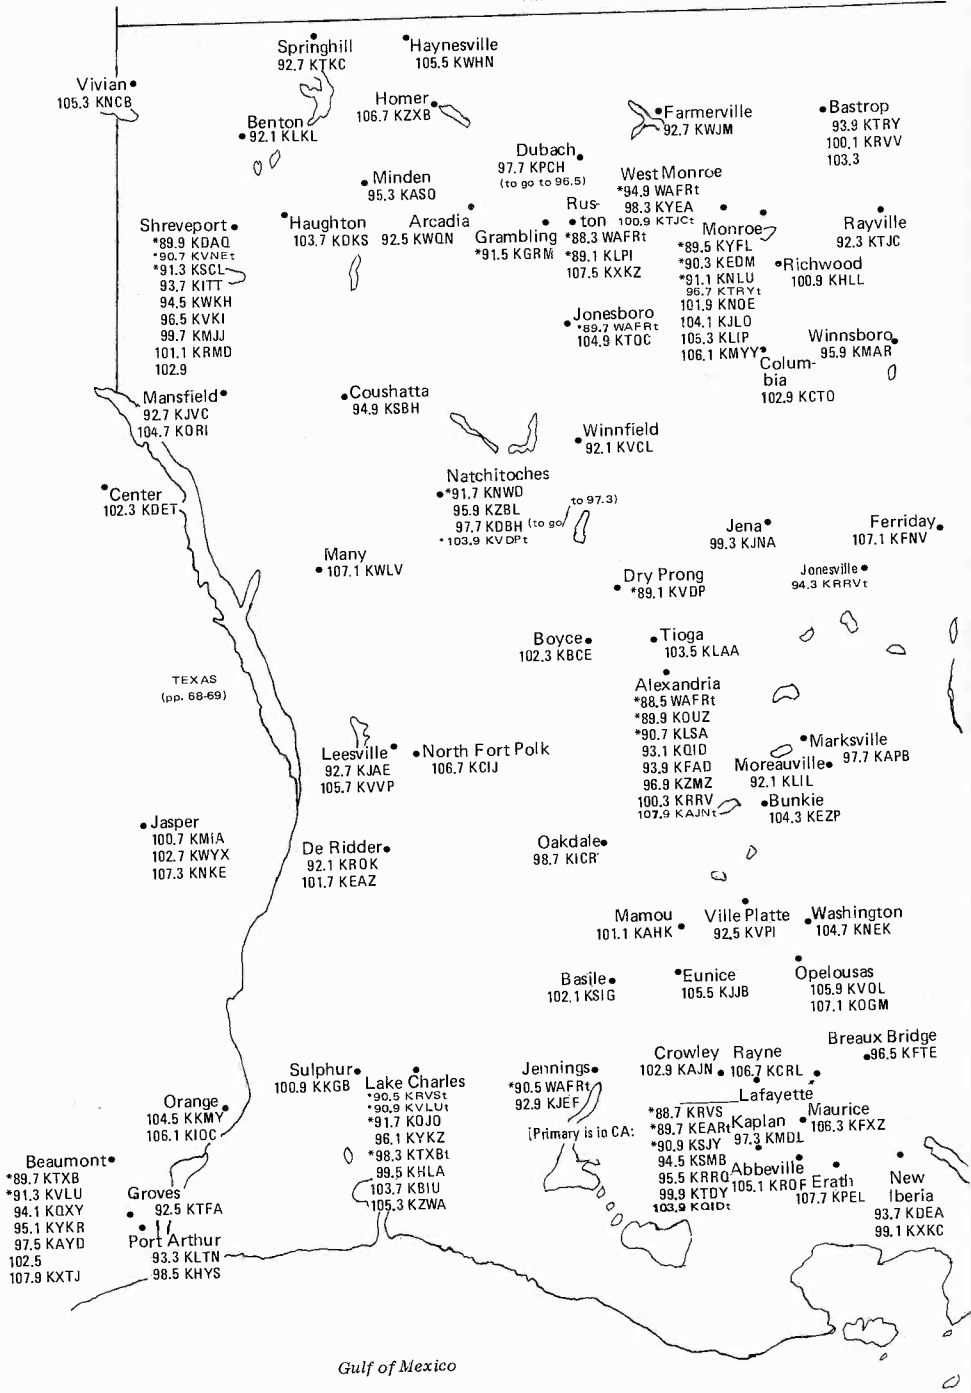 Springhill
92.7 KTKC
Haynesville
105.5 KWHN
Vivian
105.3 KNCB
Homer
106.7 KZXB
Benton
92.1 KLKL
Farmerville
92.7 KWJM
Bastrop
93.9 KTRY
100.1 KRVV
103.3
Dubach
97.7 KPCH
(to go to 96.5)
Minden
95.3 KASO
West Monroe
*94.9 WAFRt
98.3 KYEA
100.9 KTJCt
Shreveport
*89.9 KDAQ
*90.7 KVNEt
*91.3 KSCL
93.7 KITT
94.5 KWKH
96.5 KVKI
99.7 KMJJ
101.1 KRMD
102.9
Haughton
103.7 KDKS
Arcadia
92.5 KWQN
Grambling
*91.5 KGRM
Rus-
ton
*88.3 WAFRt
*89.1 KLPI
107.5 KXKZ
Monroe
*89.5 KYFL
*90.3 KEDM
*91.1 KNLU
96.7 KTRYt
101.9 KNOE
104.1 KJLO
105.3 KLIP
106.1 KMYY
Rayville
92.3 KTJC
Richwood
100.9 KHLL
Jonesboro
*89.7 WAFRt
104.9 KTOC
Winnsboro
95.9 KMAR
Colum-
bia
102.9 KCTO
Mansfield
92.7 KJVC
104.7 KORI
Coushatta
94.9 KSBH
Winnfield
92.1 KVCL
Natchitoches
*91.7 KNWD
95.9 KZBL
97.7 KDBH (to go
to 97.3)
*103.9 KVDPt
Center
102.3 KDET
Jena
99.3 KJNA
Ferriday
107.1 KFNV
Many
107.1 KWLV
Dry Prong
*89.1 KVDP
Jonesville
94.3 KRRVt
Boyce
102.3 KBCE
Tioga
103.5 KLAA
TEXAS
(pp. 68-69)
Alexandria
*88.5 WAFRt
*89.9 KOUZ
*90.7 KLSA
93.1 KQID
93.9 KFAD
96.9 KZMZ
100.3 KRRV
107.9 KAJNt
Leesville
92.7 KJAE
105.7 KVVP
North Fort Polk
106.7 KCIJ
Marksville
97.7 KAPB
Moreauville
92.1 KLIL
Bunkie
104.3 KEZP
Jasper
100.7 KMIA
102.7 KWYX
107.3 KNKE
De Ridder
92.1 KROK
101.7 KEAZ
Oakdale
98.7 KICR
Mamou
101.1 KAHK
Ville Platte
92.5 KVPI
Washington
104.7 KNEK
Basile
102.1 KSIG
Eunice
105.5 KJJB
Opelousas
105.9 KVOL
107.1 KOGM
Breaux Bridge
96.5 KFTE
Sulphur
100.9 KKGB
Lake Charles
*90.5 KRVSt
*90.9 KVLUt
*91.7 KOJO
96.1 KYKZ
*98.3 KTXBt
99.5 KHLA
103.7 KBIU
105.3 KZWA
Jennings
*90.5 WAFRt
92.9 KJEF
[Primary is in CA:
Crowley
102.9 KAJN
Rayne
106.7 KCRL
Lafayette
*88.7 KRVS
*89.7 KEARt
*90.9 KSJY
94.5 KSMB
95.5 KRRQ
99.9 KTDY
103.9 KQIDt
Kaplan
97.3 KMDL
Maurice
106.3 KFXZ
Orange
104.5 KKMY
106.1 KIOC
Abbeville
105.1 KROF
Erath
107.7 KPEL
New
Iberia
93.7 KDEA
99.1 KXKC
Beaumont
*89.7 KTXB
*91.3 KVLU
94.1 KQXY
95.1 KYKR
97.5 KAYD
102.5
107.9 KXTJ
Groves
92.5 KTFA
Port Arthur
93.3 KLTN
98.5 KHYS
Gulf of Mexico